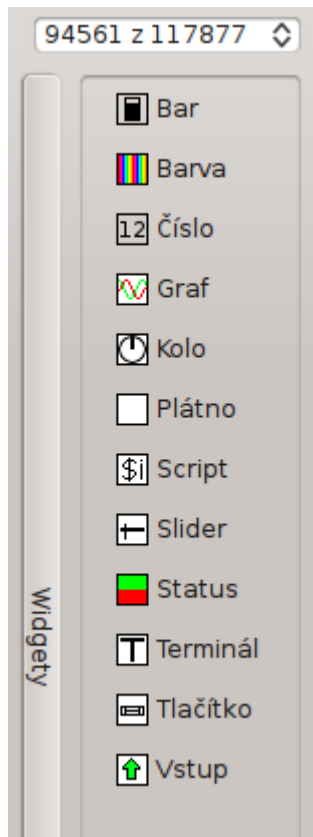 94561 z 117877
Widgety
Bar
Barva
12 Číslo
Graf
Kolo
Plátno
$i Script
Slider
Status
T Terminál
Tlačítko
Vstup